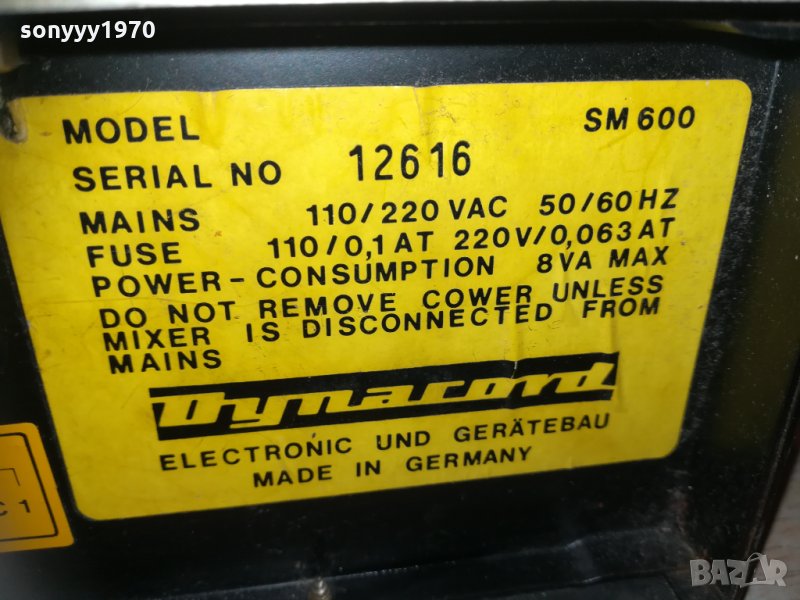 sonyyy1970
MODEL SM 600
SERIAL NO 12616
MAINS 110/220 VAC 50/60 HZ
FUSE 110/0,1 AT 220V/0,063 AT
POWER-CONSUMPTION 8VA MAX
DO NOT REMOVE COWER UNLESS
MIXER IS DISCONNECTED FROM
MAINS
Dynacord
ELECTRONIC UND GERÄTEBAU
MADE IN GERMANY
C 1
BAZAR